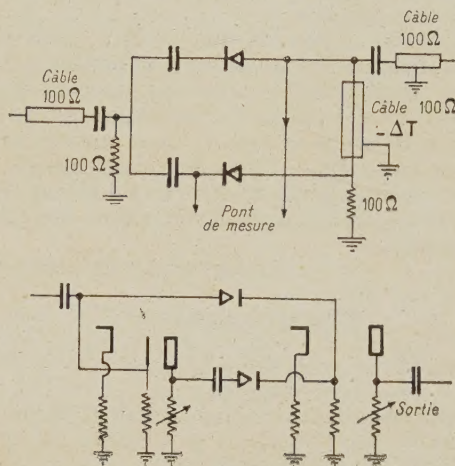 Câble
100 Ω
Câble
100 Ω
100 Ω
Câble 100 Ω
- ΔT
100 Ω
Pont
de mesure
Sortie